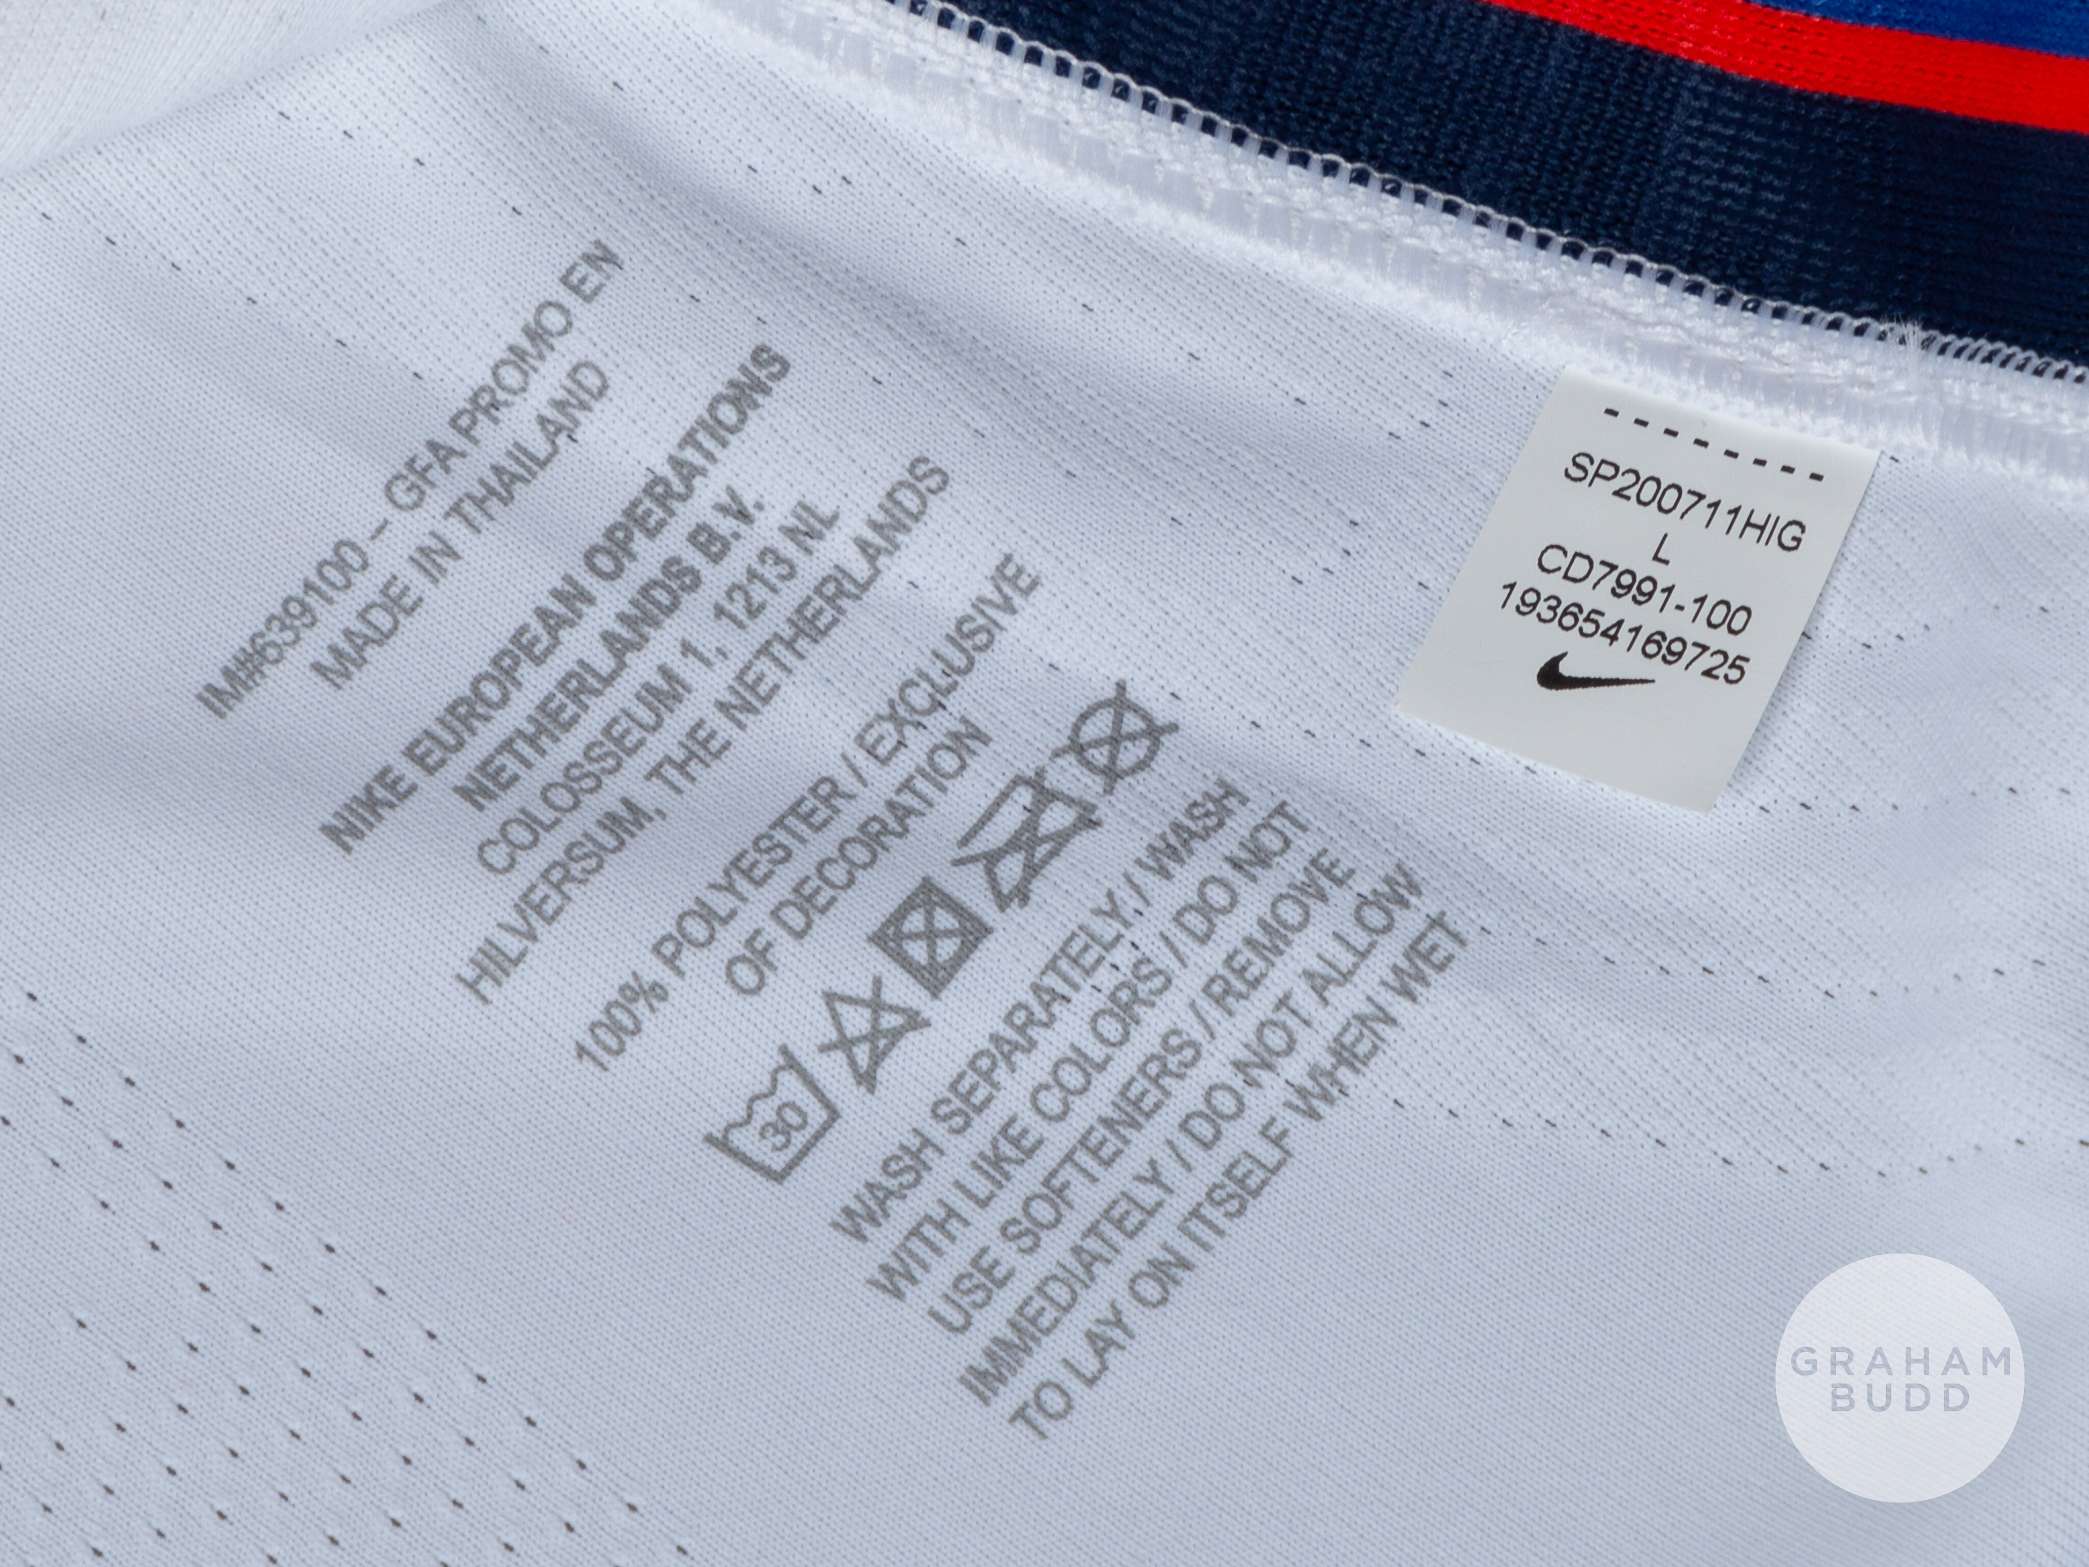 IM#639100 – GFA PROMO EN
MADE IN THAILAND
NIKE EUROPEAN OPERATIONS
NETHERLANDS B.V.
COLOSSEUM 1, 1213 NL
HILVERSUM, THE NETHERLANDS
100% POLYESTER / EXCLUSIVE
OF DECORATION
30
WASH SEPARATELY / WASH
WITH LIKE COLORS / DO NOT
USE SOFTENERS / REMOVE
IMMEDIATELY / DO NOT ALLOW
TO LAY ON ITSELF WHEN WET
--------
SP200711HIG
L
CD7991-100
193654169725
GRAHAM
BUDD